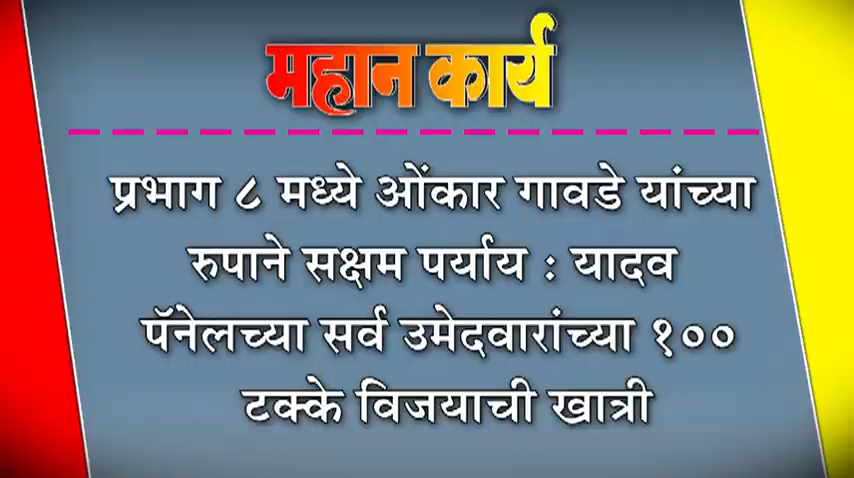 महान कार्य
प्रभाग ८ मध्ये ओंकार गावडे यांच्या
रुपाने सक्षम पर्याय : यादव
पॅनेलच्या सर्व उमेदवारांच्या १००
टक्के विजयाची खात्री